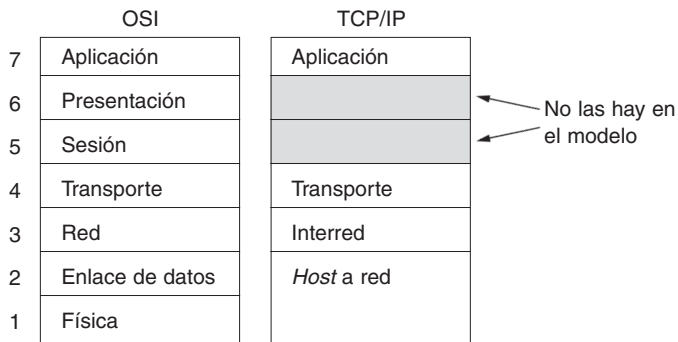 OSI TCP/IP
7 Aplicación Aplicación
6 Presentación
5 Sesión
No las hay en
el modelo
4 Transporte Transporte
3 Red Interred
2 Enlace de datos Host a red
1 Física